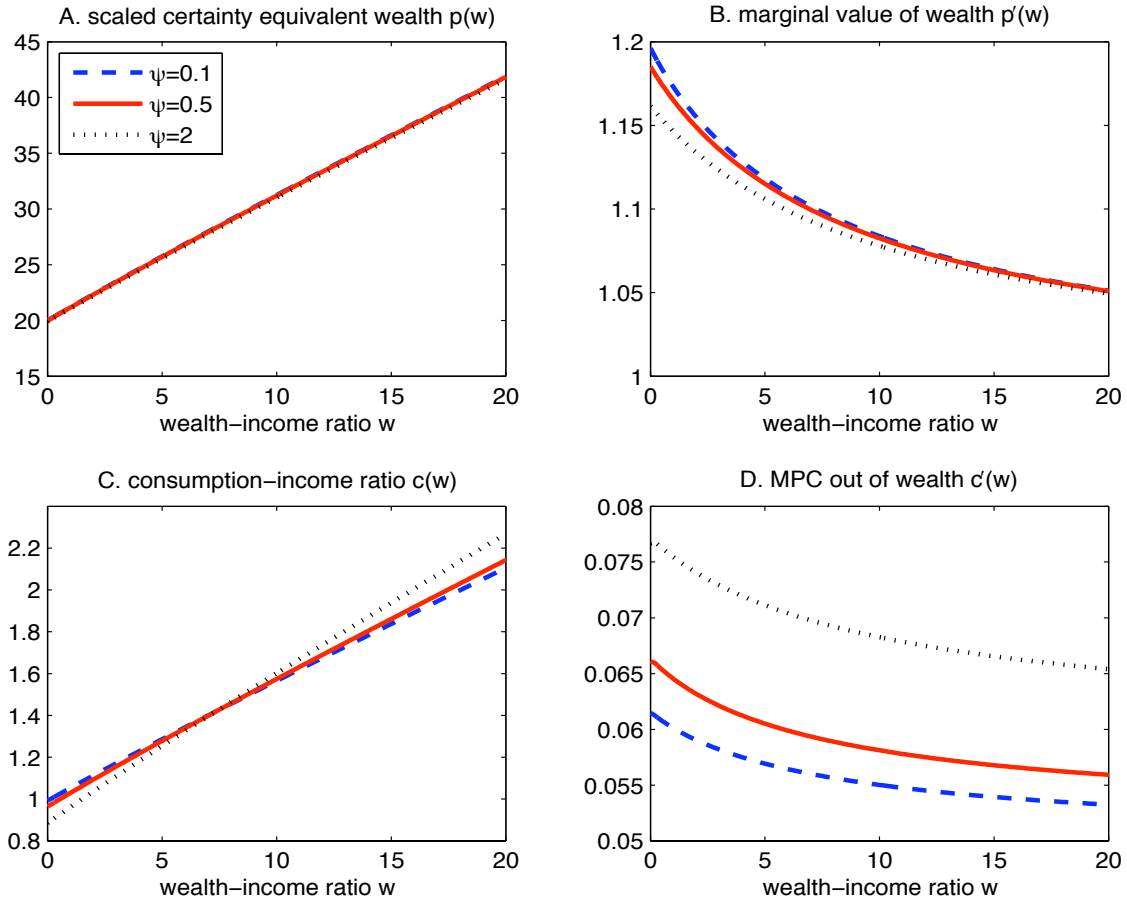 A. scaled certainty equivalent wealth p(w)
45
40
35
30
25
20
15
0 5 10 15 20
wealth−income ratio w
ψ=0.1
ψ=0.5
ψ=2
B. marginal value of wealth p′(w)
1.2
1.15
1.1
1.05
1
0 5 10 15 20
wealth−income ratio w
C. consumption−income ratio c(w)
2.2
2
1.8
1.6
1.4
1.2
1
0.8
0 5 10 15 20
wealth−income ratio w
D. MPC out of wealth c′(w)
0.08
0.075
0.07
0.065
0.06
0.055
0.05
0 5 10 15 20
wealth−income ratio w